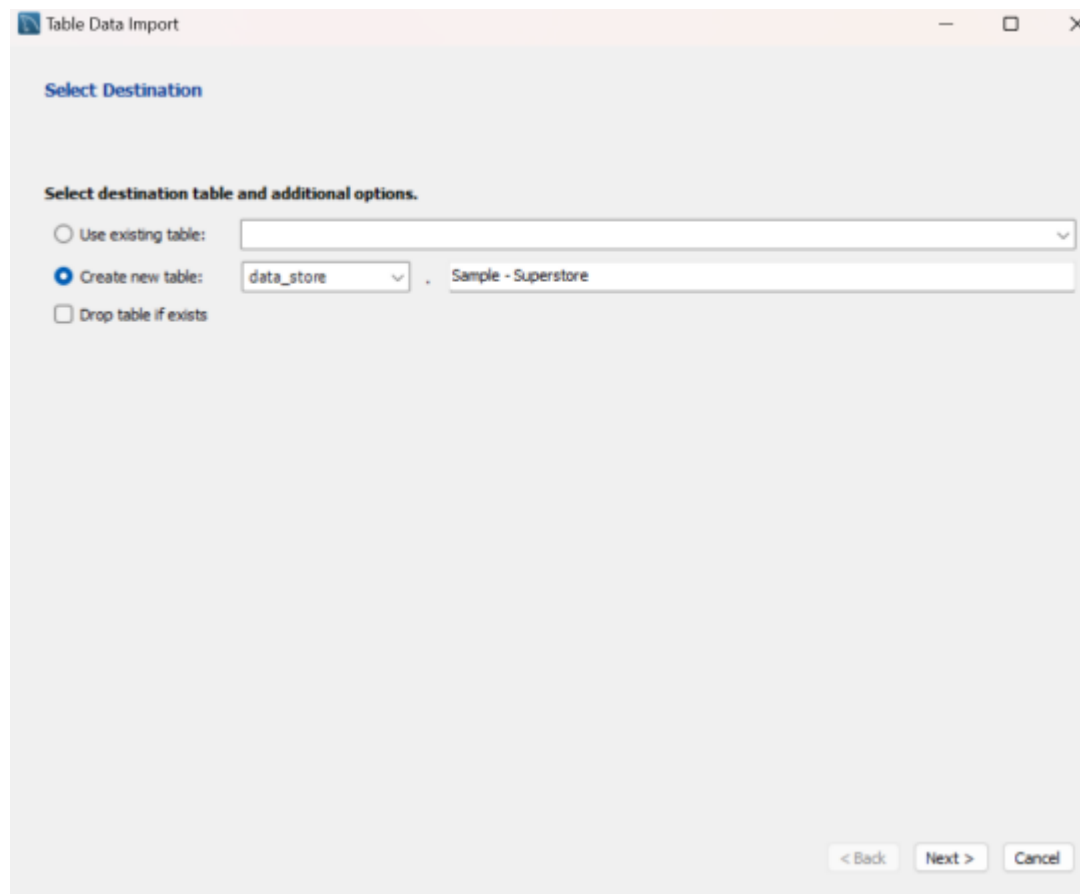 Table Data Import
Select Destination
Select destination table and additional options.
Use existing table:
Create new table: data_store . Sample - Superstore
Drop table if exists
< Back Next > Cancel